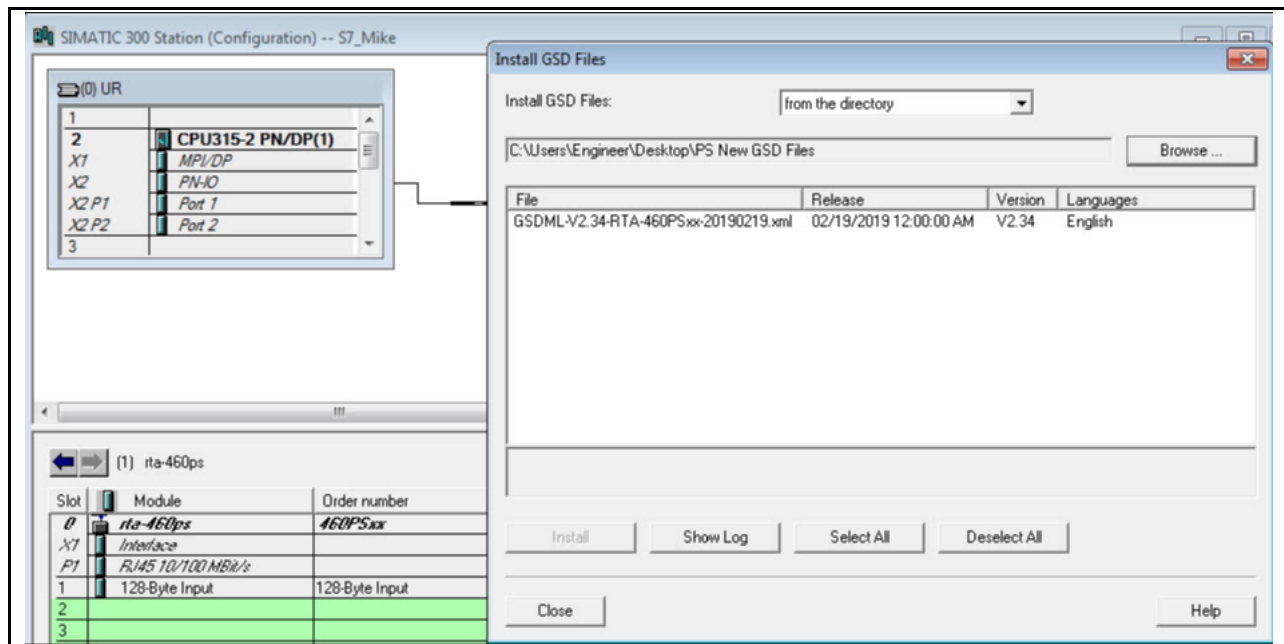 SIMATIC 300 Station (Configuration) -- S7_Mike
(0) UR
1
2 CPU315-2 PN/DP(1)
X1 MPI/DP
X2 PN-IO
X2 P1 Port 1
X2 P2 Port 2
3
Install GSD Files
Install GSD Files: from the directory
C:\Users\Engineer\Desktop\PS New GSD Files Browse ...
File Release Version Languages
GSDML-V2.34-RTA-460PSxx-20190219.xml 02/19/2019 12:00:00 AM V2.34 English
Install Show Log Select All Deselect All
Close Help
(1) rta-460ps
Slot Module Order number
0 rta-460ps 460PSxx
X1 Interface
P1 RJ45 10/100 MBit/s
1 128-Byte Input 128-Byte Input
2
3